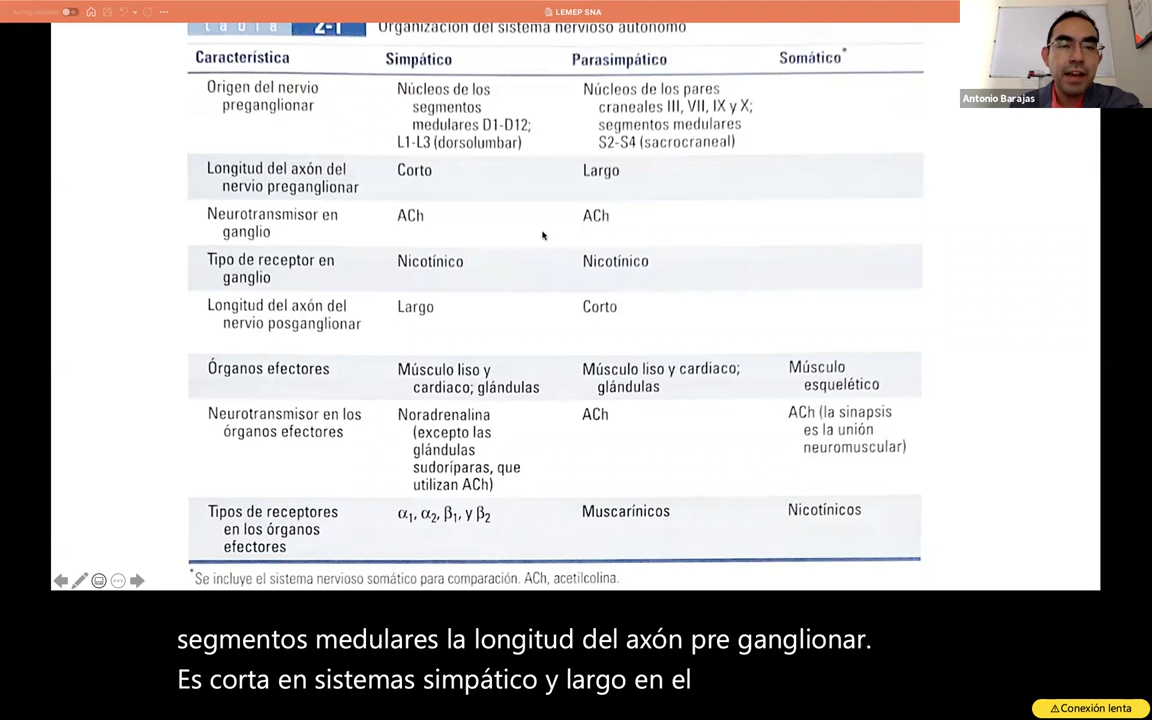 Autoguardado
LEMEP SNA
tabla 2-1 Organización del sistema nervioso autónomo
Antonio Barajas
Característica Simpático Parasimpático Somático*
Origen del nervio Núcleos de los Núcleos de los pares
preganglionar segmentos craneales III, VII, IX y X;
medulares D1-D12; segmentos medulares
L1-L3 (dorsolumbar) S2-S4 (sacrocraneal)
Longitud del axón del Corto Largo
nervio preganglionar
Neurotransmisor en ACh ACh
ganglio
Tipo de receptor en Nicotínico Nicotínico
ganglio
Longitud del axón del Largo Corto
nervio posganglionar
Órganos efectores Músculo liso y Músculo liso y cardiaco; Músculo
cardiaco; glándulas glándulas esquelético
Neurotransmisor en los Noradrenalina ACh ACh (la sinapsis
órganos efectores (excepto las es la unión
glándulas neuromuscular)
sudoríparas, que
utilizan ACh)
Tipos de receptores α1, α2, β1, y β2 Muscarínicos Nicotínicos
en los órganos
efectores
*Se incluye el sistema nervioso somático para comparación. ACh, acetilcolina.
segmentos medulares la longitud del axón pre ganglionar.
Es corta en sistemas simpático y largo en el
⚠Conexión lenta